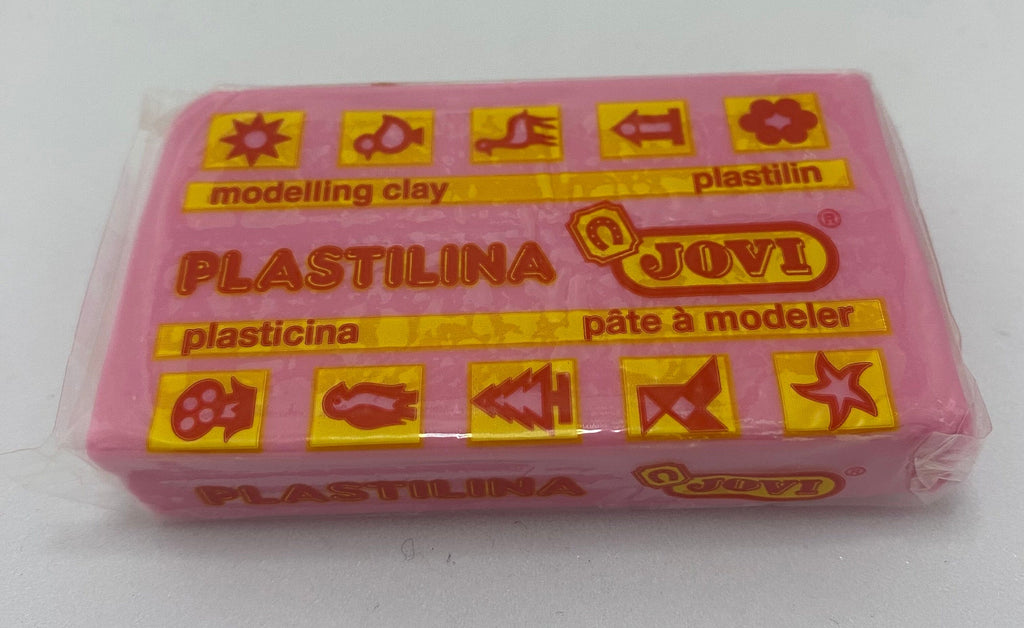 modelling clay plastilin
PLASTILINA JOVI ®
plasticina pâte à modeler
PLASTILINA JOVI ®